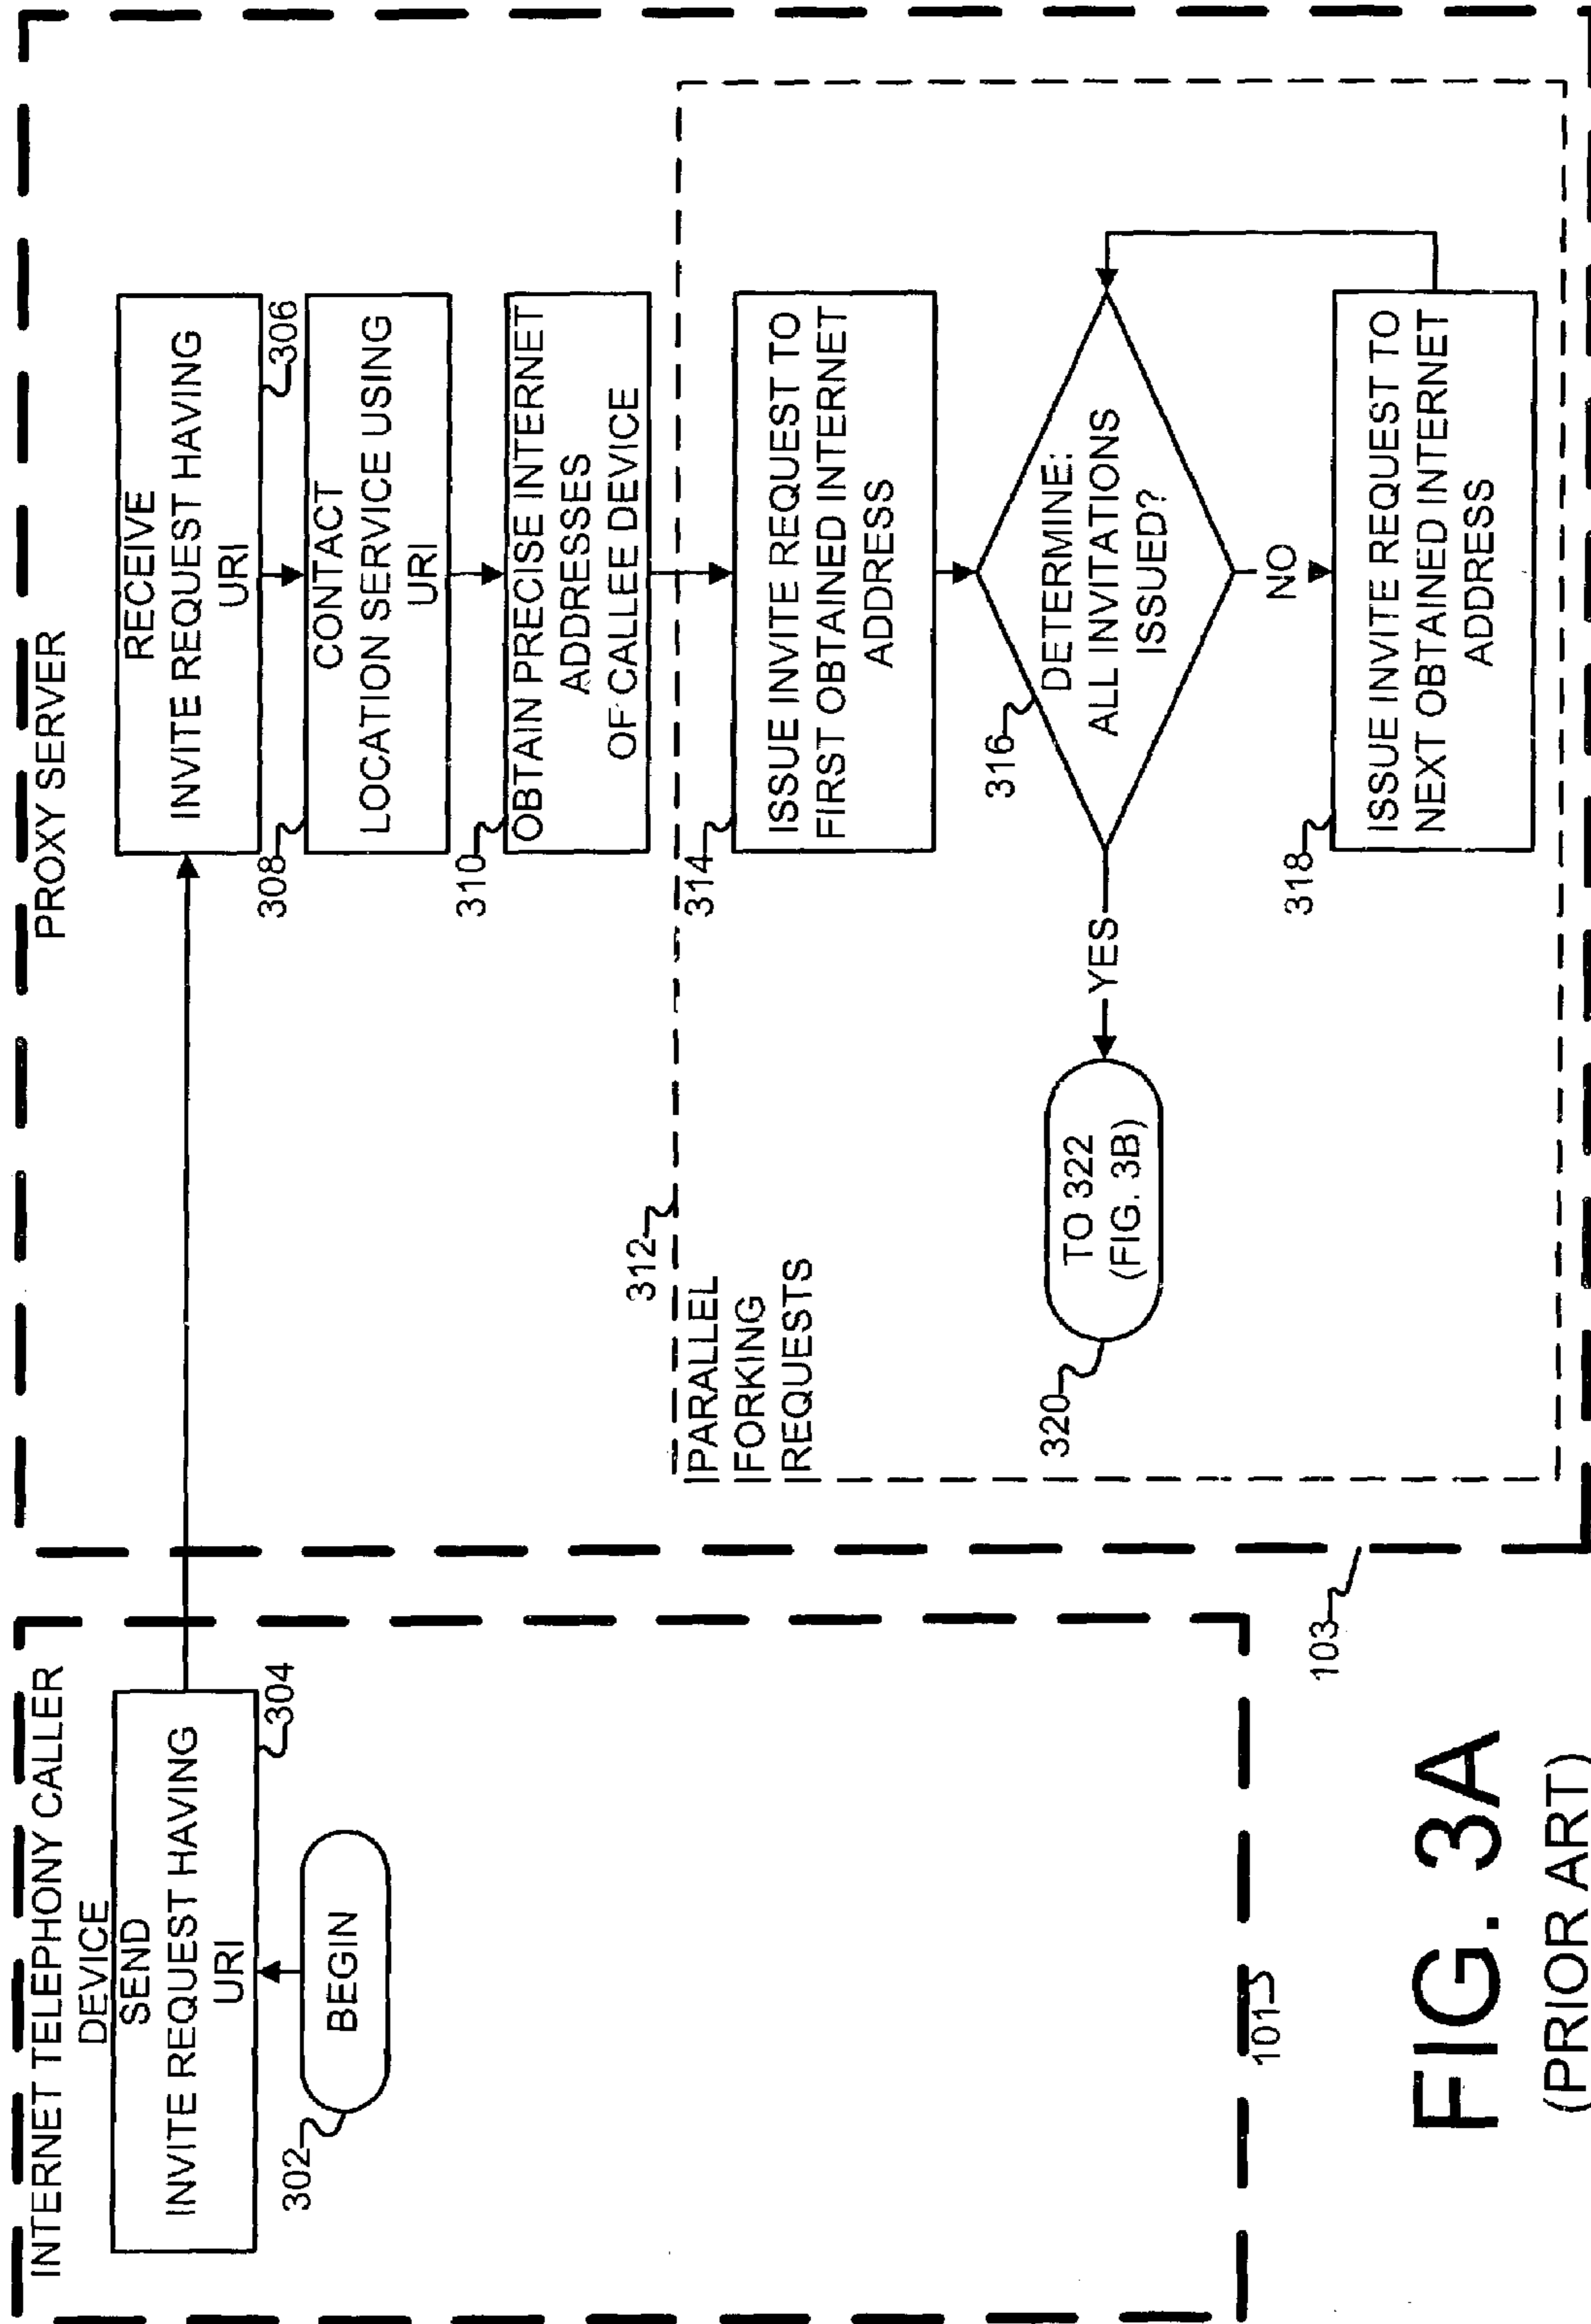 INTERNET TELEPHONY CALLER
DEVICE
SEND
INVITE REQUEST HAVING
URI
304
BEGIN
302
101
PROXY SERVER
RECEIVE
INVITE REQUEST HAVING
URI
306
308
CONTACT
LOCATION SERVICE USING
URI
310
OBTAIN PRECISE INTERNET
ADDRESSES
OF CALLEE DEVICE
312
PARALLEL
FORKING
REQUESTS
314
ISSUE INVITE REQUEST TO
FIRST OBTAINED INTERNET
ADDRESS
316
DETERMINE:
ALL INVITATIONS
ISSUED?
YES
TO 322
(FIG. 3B)
320
NO
318
ISSUE INVITE REQUEST TO
NEXT OBTAINED INTERNET
ADDRESS
103
FIG. 3A
(PRIOR ART)